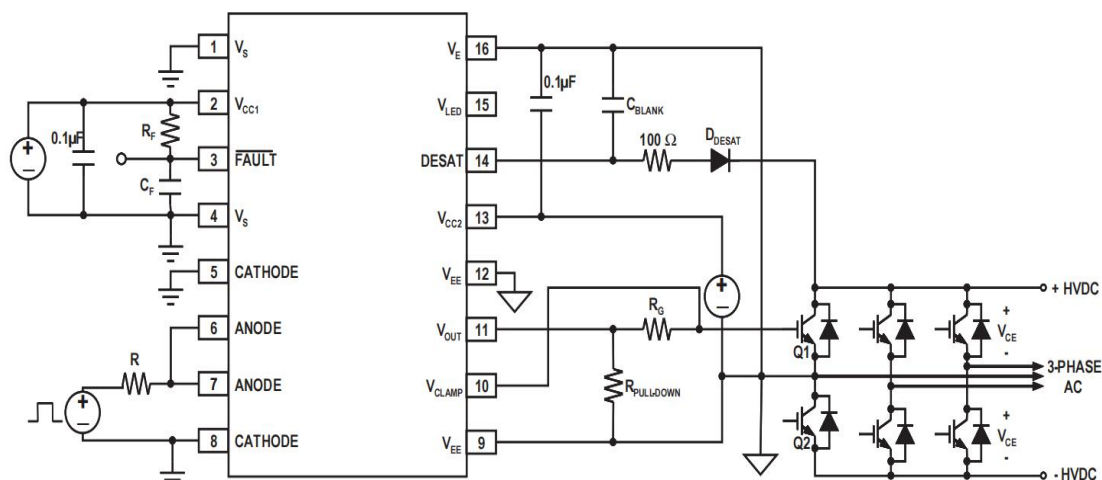 1 V_S
2 V_CC1
3 F̅A̅U̅L̅T̅
4 V_S
5 CATHODE
6 ANODE
7 ANODE
8 CATHODE
V_E 16
V_LED 15
DESAT 14
V_CC2 13
V_EE 12
V_OUT 11
V_CLAMP 10
V_EE 9
+
−
0.1µF
R_F
C_F
R
+
−
0.1µF
C_BLANK
100 Ω
D_DESAT
+
−
R_G
R_PULL-DOWN
+ HVDC
Q1
+
V_CE
-
3-PHASE
AC
Q2
+
V_CE
-
- HVDC